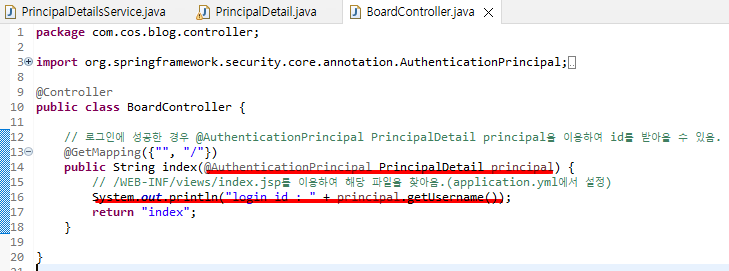 PrincipalDetailsService.java PrincipalDetail.java BoardController.java
1 package com.cos.blog.controller;
2
3 import org.springframework.security.core.annotation.AuthenticationPrincipal;
8
9 @Controller
10 public class BoardController {
11
12 // 로그인에 성공한 경우 @AuthenticationPrincipal PrincipalDetail principal을 이용하여 id를 받아올 수 있음.
13 @GetMapping({"", "/"})
14 public String index(@AuthenticationPrincipal PrincipalDetail principal) {
15 // /WEB-INF/views/index.jsp를 이용하여 해당 파일을 찾아옴.(application.yml에서 설정)
16 System.out.println("login id : " + principal.getUsername());
17 return "index";
18 }
19
20 }
21